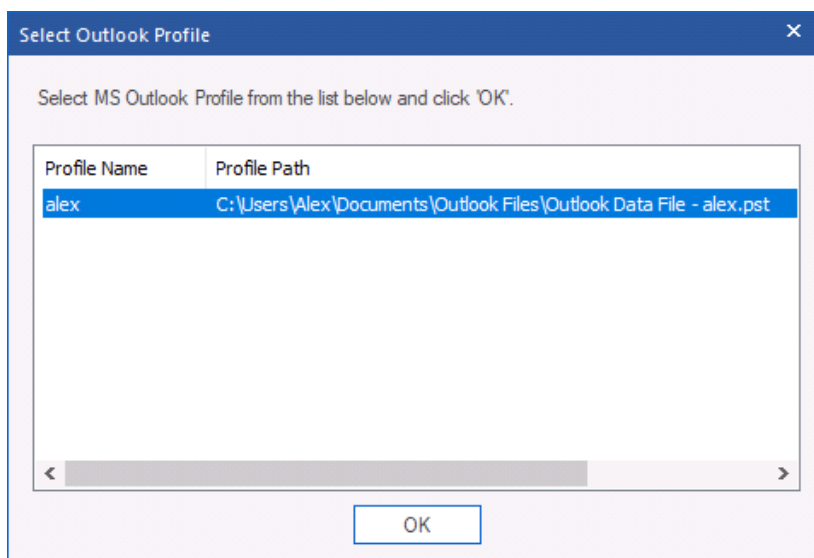 Select Outlook Profile
Select MS Outlook Profile from the list below and click 'OK'.
Profile Name Profile Path
alex C:\Users\Alex\Documents\Outlook Files\Outlook Data File - alex.pst
OK